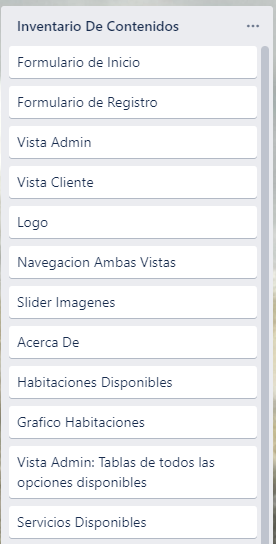 Inventario De Contenidos
Formulario de Inicio
Formulario de Registro
Vista Admin
Vista Cliente
Logo
Navegacion Ambas Vistas
Slider Imagenes
Acerca De
Habitaciones Disponibles
Grafico Habitaciones
Vista Admin: Tablas de todos las
opciones disponibles
Servicios Disponibles